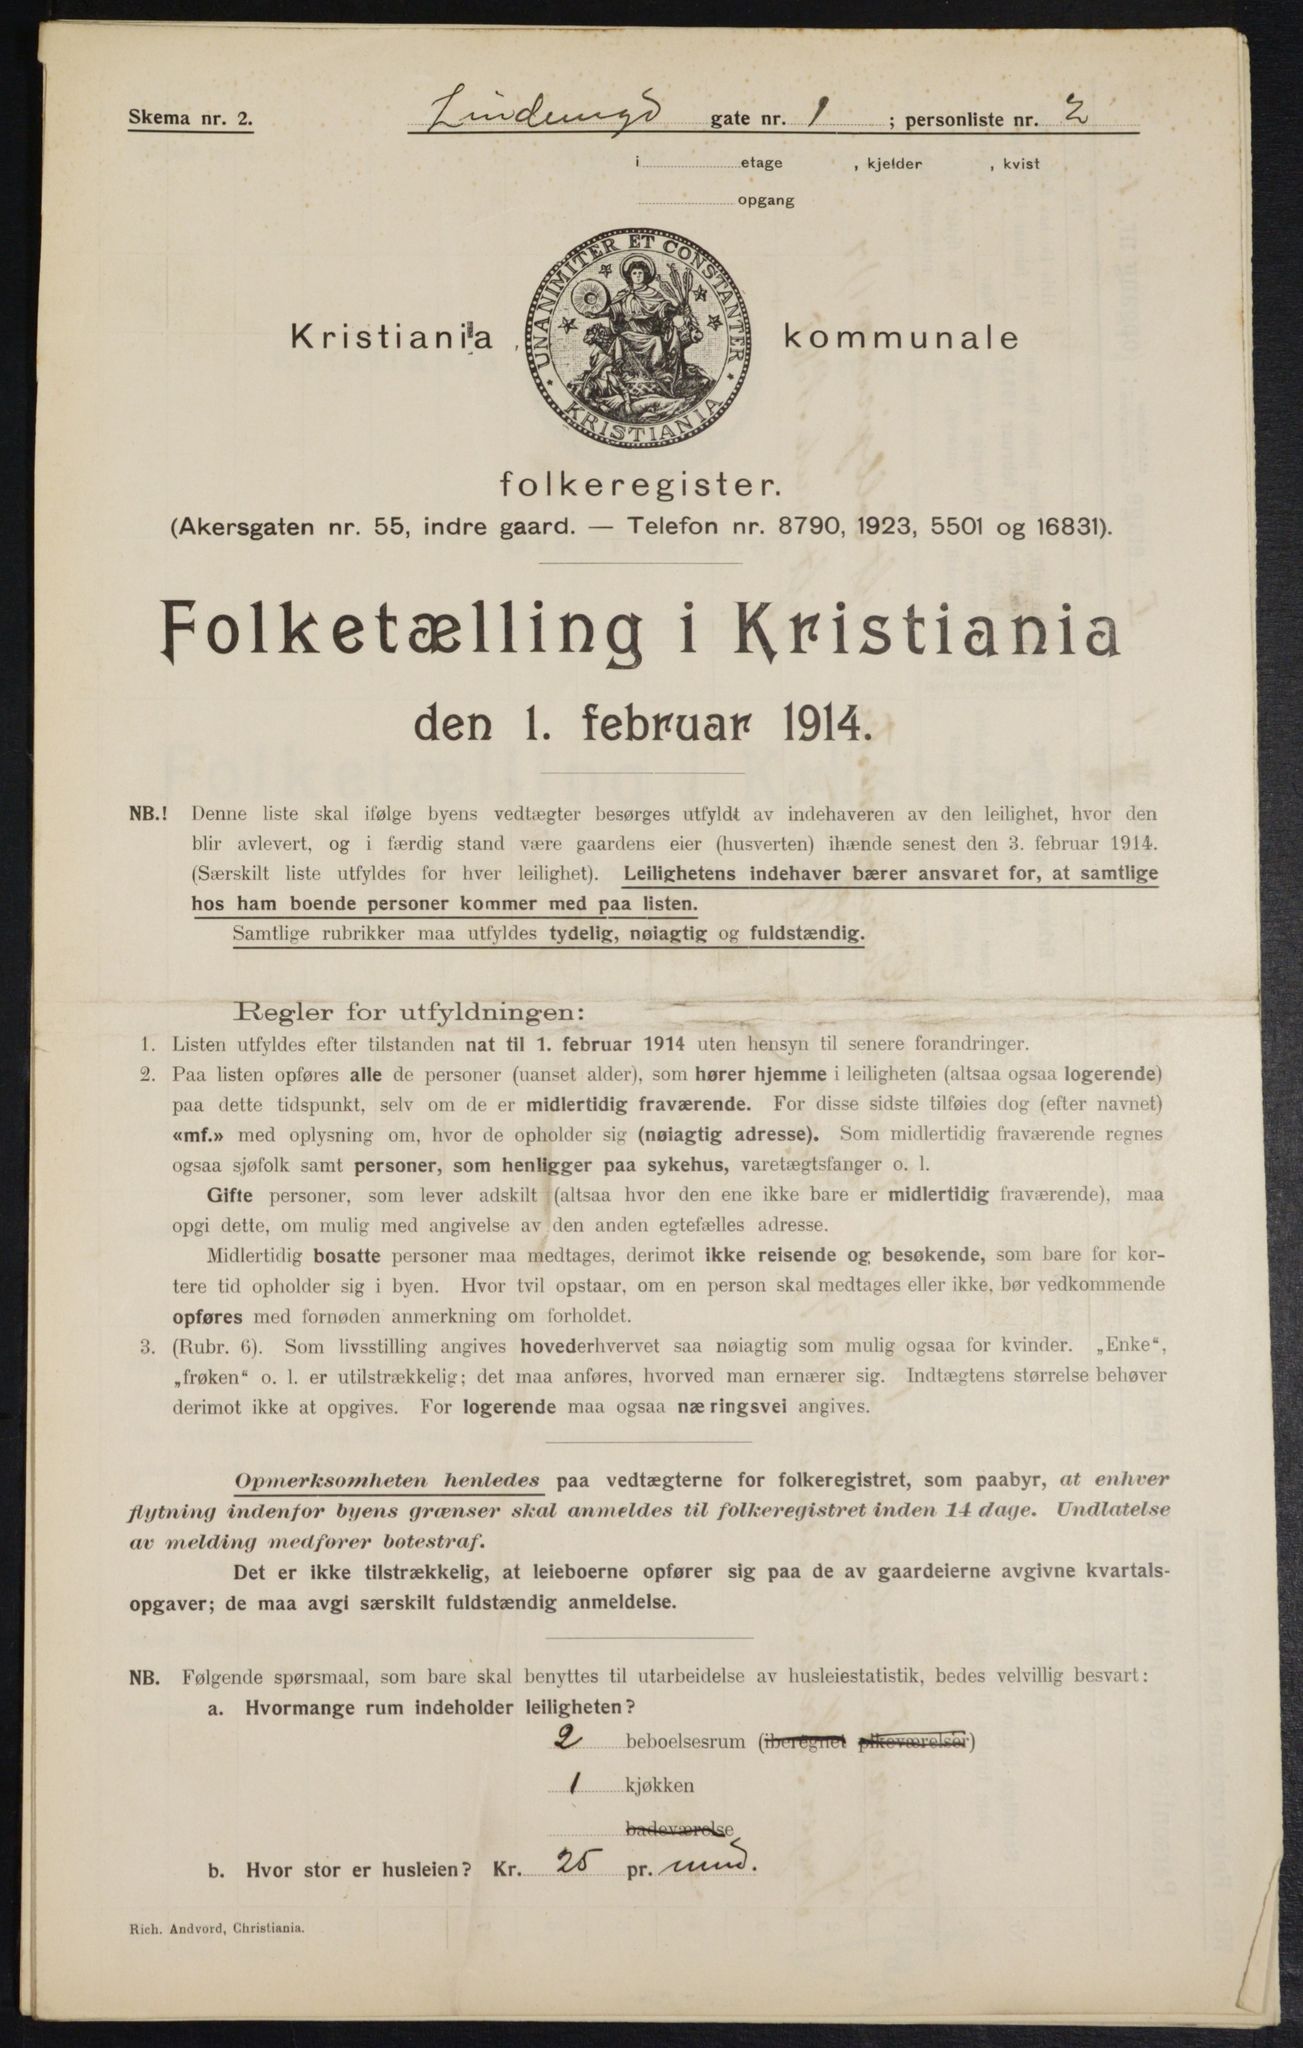 Skema nr. 2.
Lindengd gate nr. 1 ; personliste nr. 2
i etage , kjelder , kvist
opgang
UNANIMITER ET CONSTANTER
KRISTIANIA
Kristiania kommunale
folkeregister.
(Akersgaten nr. 55, indre gaard. — Telefon nr. 8790, 1923, 5501 og 16831).
Folketælling i Kristiania
den 1. februar 1914.
NB.! Denne liste skal ifølge byens vedtægter besørges utfyldt av indehaveren av den leilighet, hvor den
blir avlevert, og i færdig stand være gaardens eier (husverten) ihænde senest den 3. februar 1914.
(Særskilt liste utfyldes for hver leilighet). Leilighetens indehaver bærer ansvaret for, at samtlige
hos ham boende personer kommer med paa listen.
Samtlige rubrikker maa utfyldes tydelig, nøiagtig og fuldstændig.
Regler for utfyldningen:
1. Listen utfyldes efter tilstanden nat til 1. februar 1914 uten hensyn til senere forandringer.
2. Paa listen opføres alle de personer (uanset alder), som hører hjemme i leiligheten (altsaa ogsaa logerende)
paa dette tidspunkt, selv om de er midlertidig fraværende. For disse sidste tilføies dog (efter navnet)
«mf.» med oplysning om, hvor de opholder sig (nøiagtig adresse). Som midlertidig fraværende regnes
ogsaa sjøfolk samt personer, som henligger paa sykehus, varetægtsfanger o. l.
Gifte personer, som lever adskilt (altsaa hvor den ene ikke bare er midlertidig fraværende), maa
opgi dette, om mulig med angivelse av den anden egtefælles adresse.
Midlertidig bosatte personer maa medtages, derimot ikke reisende og besøkende, som bare for kor-
tere tid opholder sig i byen. Hvor tvil opstaar, om en person skal medtages eller ikke, bør vedkommende
opføres med fornøden anmerkning om forholdet.
3. (Rubr. 6). Som livsstilling angives hovederhvervet saa nøiagtig som mulig ogsaa for kvinder. „Enke“,
„frøken“ o. l. er utilstrækkelig; det maa anføres, hvorved man ernærer sig. Indtægtens størrelse behøver
derimot ikke at opgives. For logerende maa ogsaa næringsvei angives.
Opmerksomheten henledes paa vedtægterne for folkeregistret, som paabyr, at enhver
flytning indenfor byens grænser skal anmeldes til folkeregistret inden 14 dage. Undlatelse
av melding medfører bøtestraf.
Det er ikke tilstrækkelig, at leieboerne opfører sig paa de av gaardeierne avgivne kvartals-
opgaver; de maa avgi særskilt fuldstændig anmeldelse.
NB. Følgende spørsmaal, som bare skal benyttes til utarbeidelse av husleiestatistik, bedes velvillig besvart:
a. Hvormange rum indeholder leiligheten?
2 beboelsesrum (iberegnet pikeværelser)
1 kjøkken
badeværelse
b. Hvor stor er husleien? Kr. 25 pr. mnd.
Rich. Andvord, Christiania.